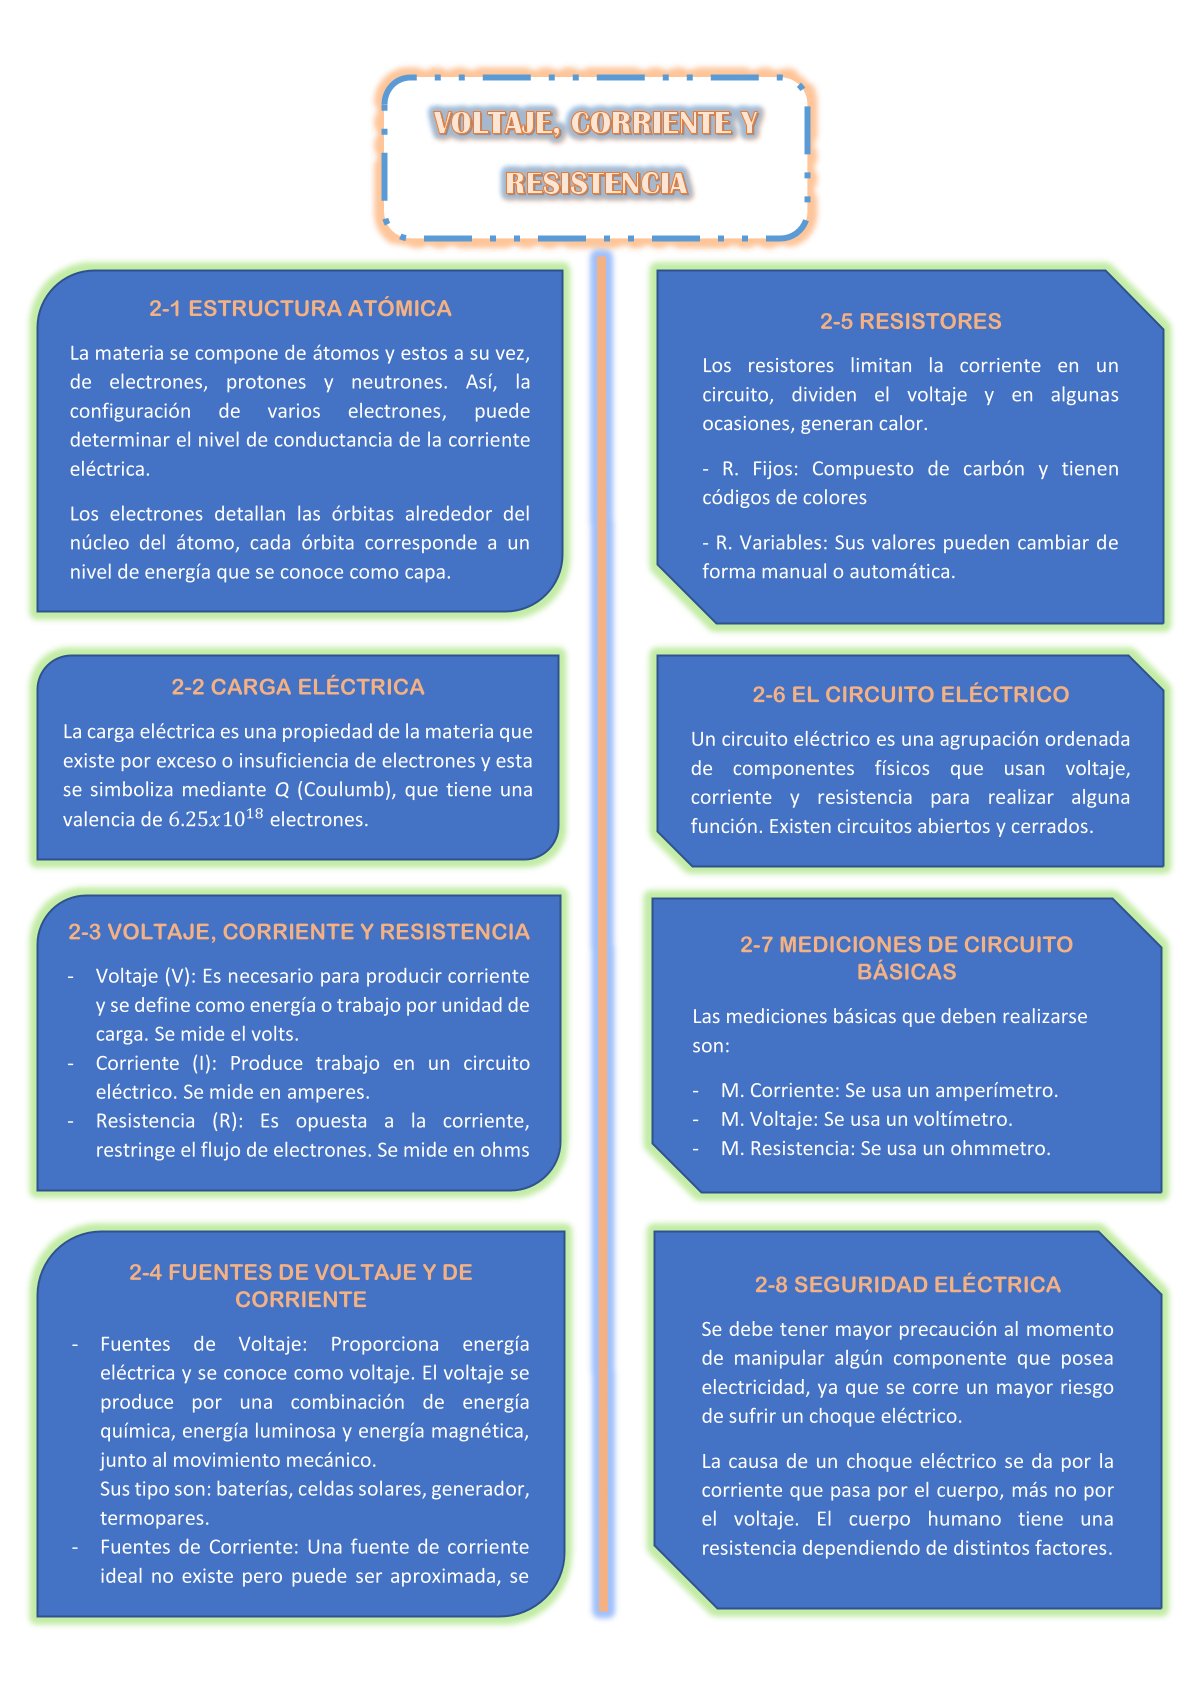 VOLTAJE, CORRIENTE Y
RESISTENCIA
2-1 ESTRUCTURA ATÓMICA
La materia se compone de átomos y estos a su vez,
de electrones, protones y neutrones. Así, la
configuración de varios electrones, puede
determinar el nivel de conductancia de la corriente
eléctrica.
Los electrones detallan las órbitas alrededor del
núcleo del átomo, cada órbita corresponde a un
nivel de energía que se conoce como capa.
2-2 CARGA ELÉCTRICA
La carga eléctrica es una propiedad de la materia que
existe por exceso o insuficiencia de electrones y esta
se simboliza mediante Q (Coulumb), que tiene una
valencia de 6.25x10¹⁸ electrones.
2-3 VOLTAJE, CORRIENTE Y RESISTENCIA
- Voltaje (V): Es necesario para producir corriente
y se define como energía o trabajo por unidad de
carga. Se mide el volts.
- Corriente (I): Produce trabajo en un circuito
eléctrico. Se mide en amperes.
- Resistencia (R): Es opuesta a la corriente,
restringe el flujo de electrones. Se mide en ohms
2-4 FUENTES DE VOLTAJE Y DE
CORRIENTE
- Fuentes de Voltaje: Proporciona energía
eléctrica y se conoce como voltaje. El voltaje se
produce por una combinación de energía
química, energía luminosa y energía magnética,
junto al movimiento mecánico.
Sus tipo son: baterías, celdas solares, generador,
termopares.
- Fuentes de Corriente: Una fuente de corriente
ideal no existe pero puede ser aproximada, se
2-5 RESISTORES
Los resistores limitan la corriente en un
circuito, dividen el voltaje y en algunas
ocasiones, generan calor.
- R. Fijos: Compuesto de carbón y tienen
códigos de colores
- R. Variables: Sus valores pueden cambiar de
forma manual o automática.
2-6 EL CIRCUITO ELÉCTRICO
Un circuito eléctrico es una agrupación ordenada
de componentes físicos que usan voltaje,
corriente y resistencia para realizar alguna
función. Existen circuitos abiertos y cerrados.
2-7 MEDICIONES DE CIRCUITO
BÁSICAS
Las mediciones básicas que deben realizarse
son:
- M. Corriente: Se usa un amperímetro.
- M. Voltaje: Se usa un voltímetro.
- M. Resistencia: Se usa un ohmmetro.
2-8 SEGURIDAD ELÉCTRICA
Se debe tener mayor precaución al momento
de manipular algún componente que posea
electricidad, ya que se corre un mayor riesgo
de sufrir un choque eléctrico.
La causa de un choque eléctrico se da por la
corriente que pasa por el cuerpo, más no por
el voltaje. El cuerpo humano tiene una
resistencia dependiendo de distintos factores.